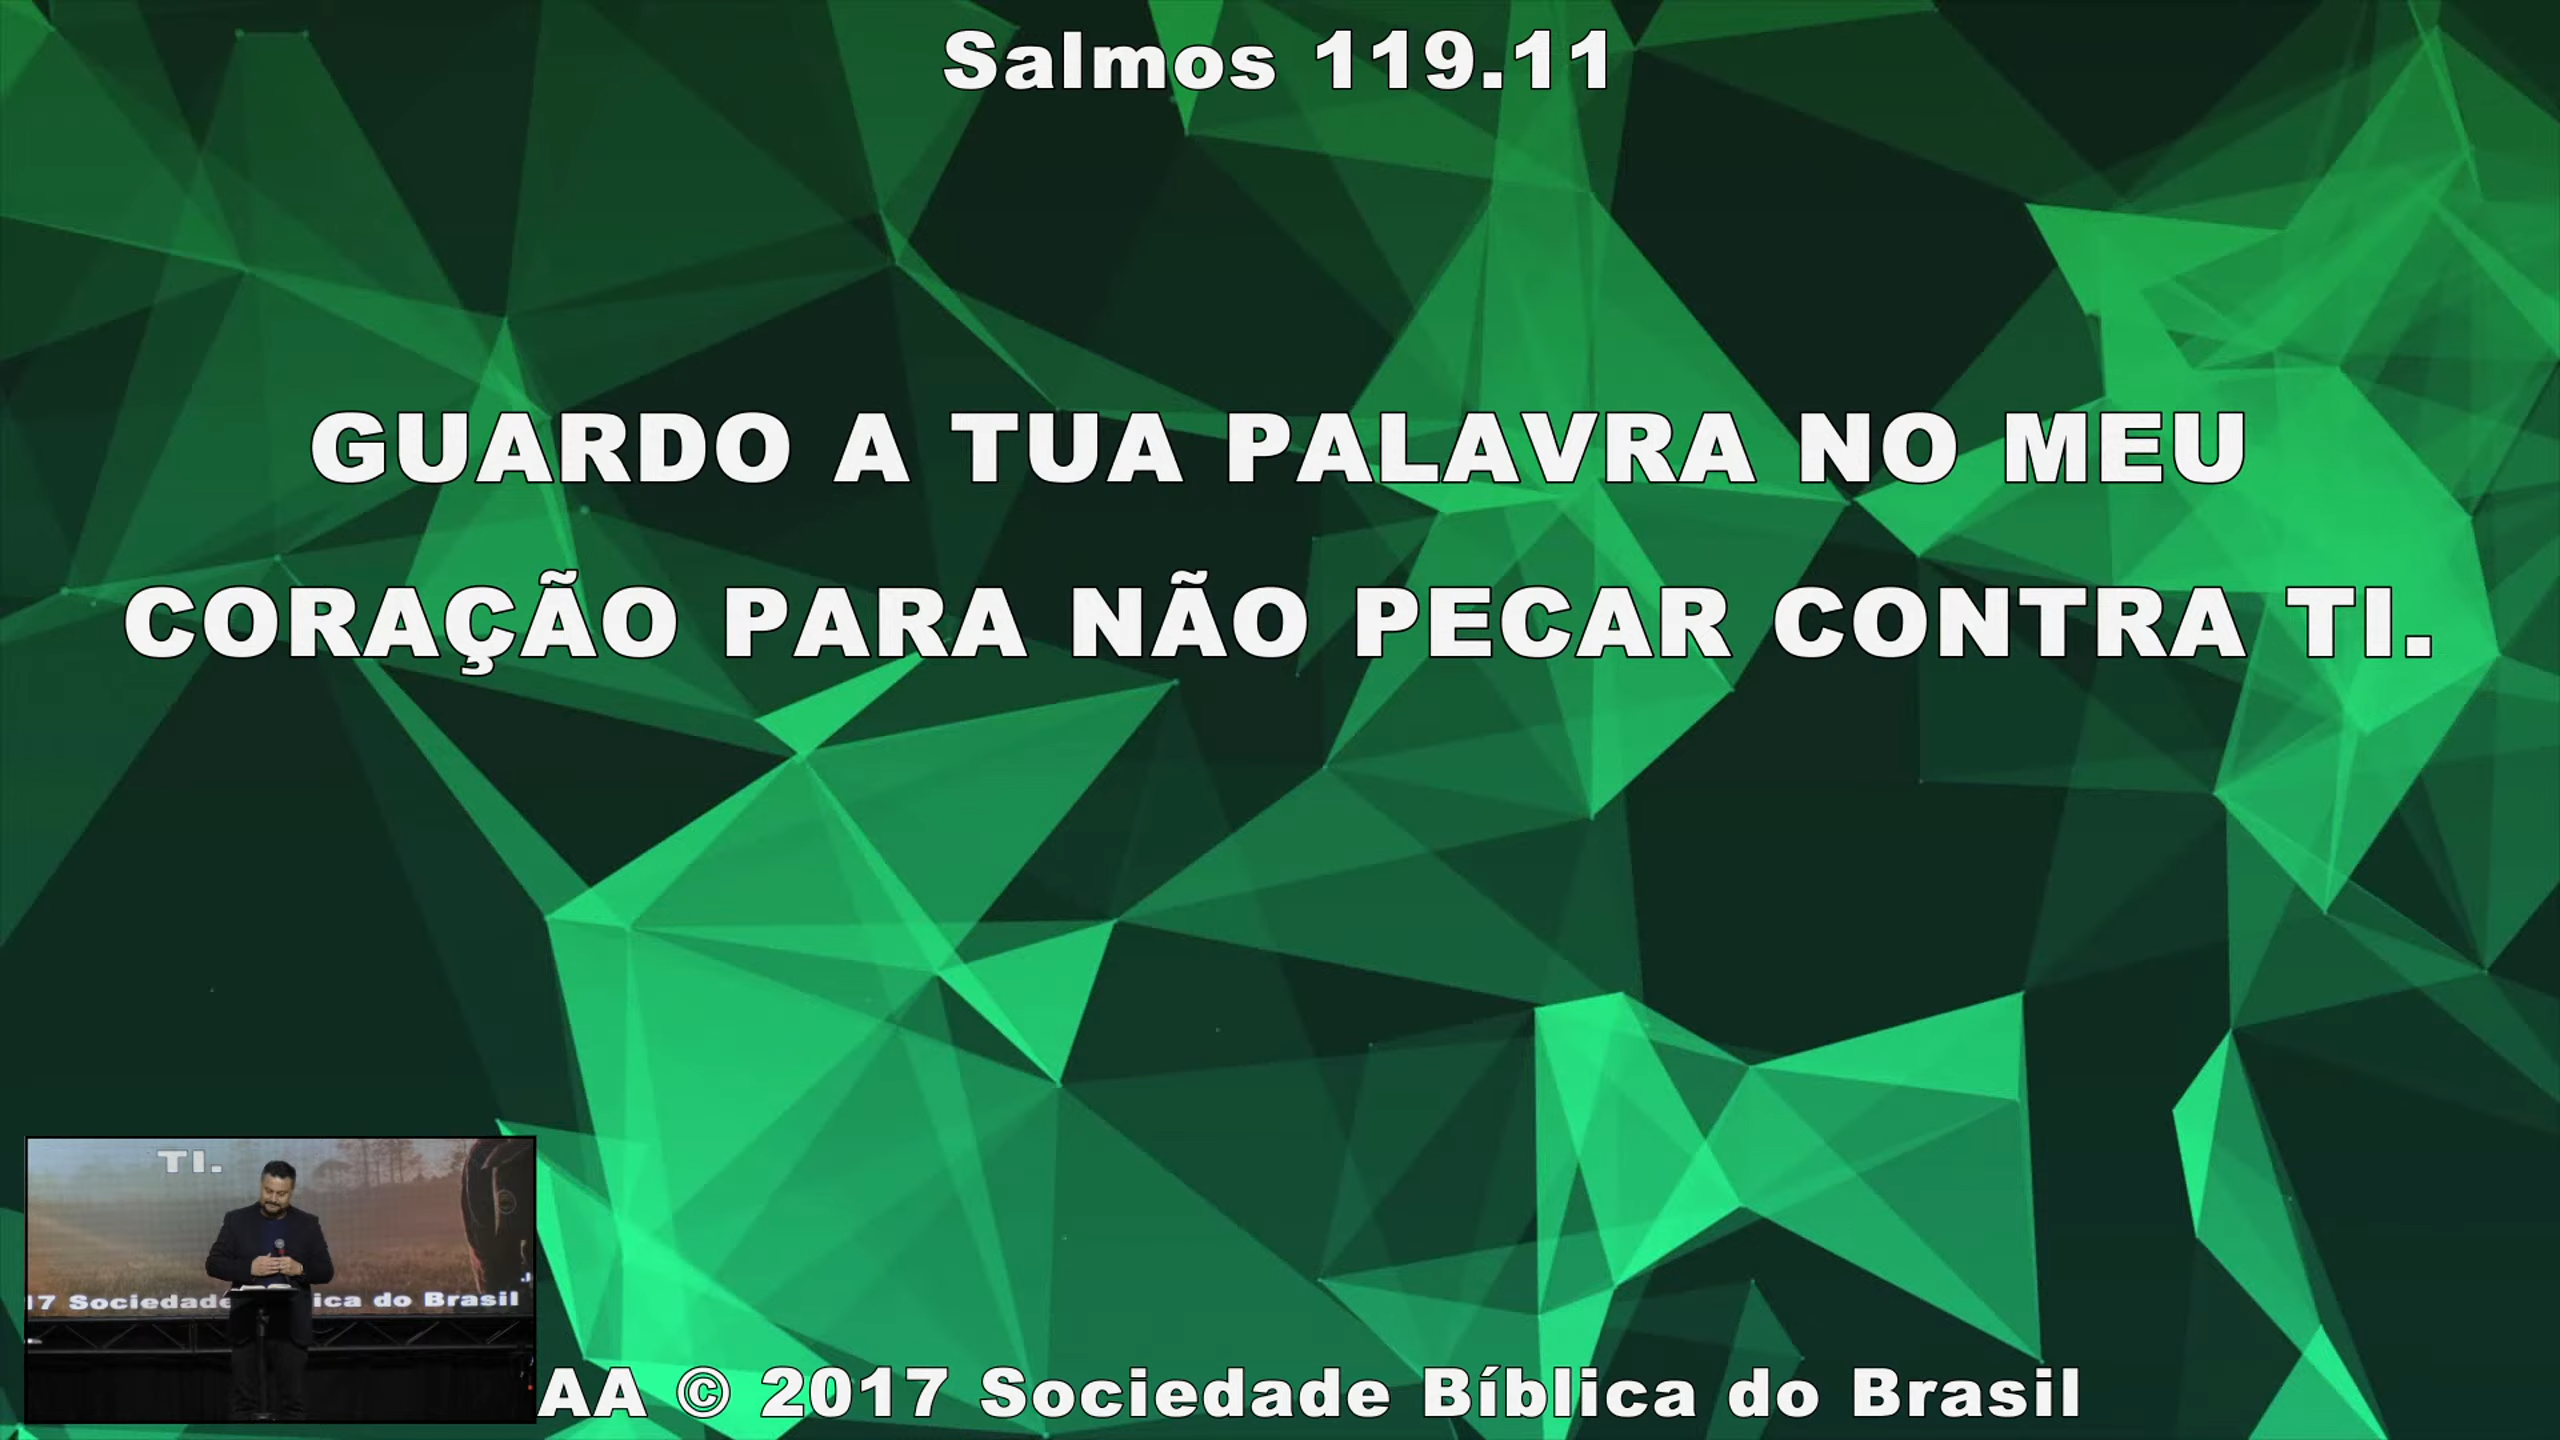 Salmos 119.11
GUARDO A TUA PALAVRA NO MEU
CORAÇÃO PARA NÃO PECAR CONTRA TI.
TI.
17 Sociedade ica do Brasil
AA © 2017 Sociedade Bíblica do Brasil